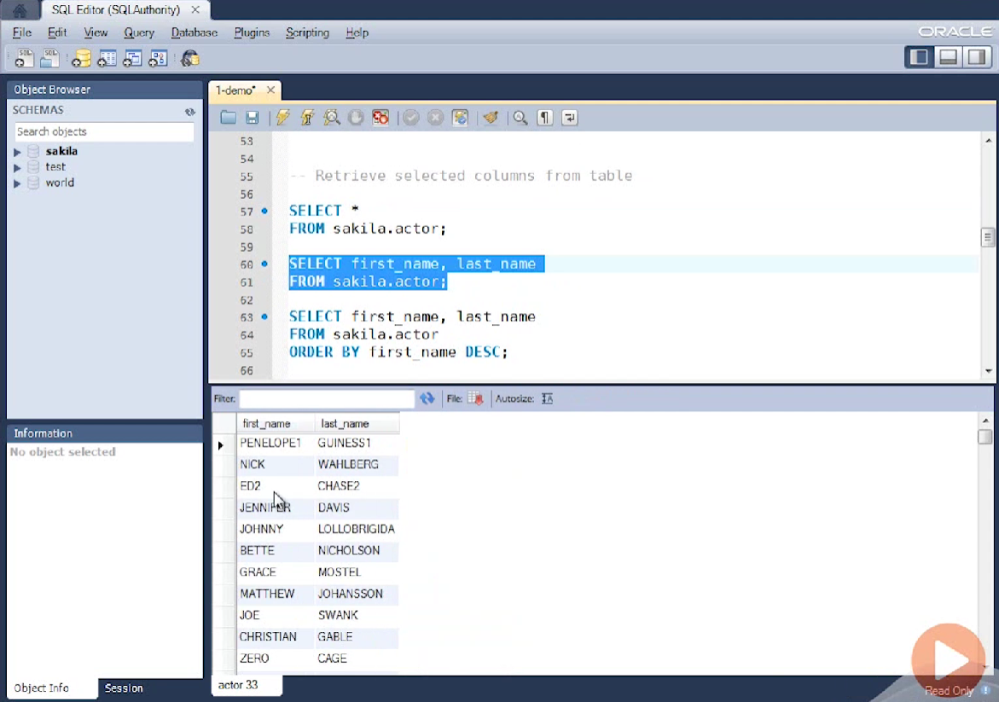 SQL Editor (SQLAuthority)
File Edit View Query Database Plugins Scripting Help
ORACLE
SQL SQL
Object Browser
SCHEMAS
Search objects
sakila
test
world
Information
No object selected
Object Info Session
1-demo*
53
54
55 -- Retrieve selected columns from table
56
57 SELECT *
58 FROM sakila.actor;
59
60 SELECT first_name, last_name
61 FROM sakila.actor;
62
63 SELECT first_name, last_name
64 FROM sakila.actor
65 ORDER BY first_name DESC;
66
Filter: File: Autosize:
first_name last_name
PENELOPE1 GUINESS1
NICK WAHLBERG
ED2 CHASE2
JENNIFER DAVIS
JOHNNY LOLLOBRIGIDA
BETTE NICHOLSON
GRACE MOSTEL
MATTHEW JOHANSSON
JOE SWANK
CHRISTIAN GABLE
ZERO CAGE
actor 33
Read Only